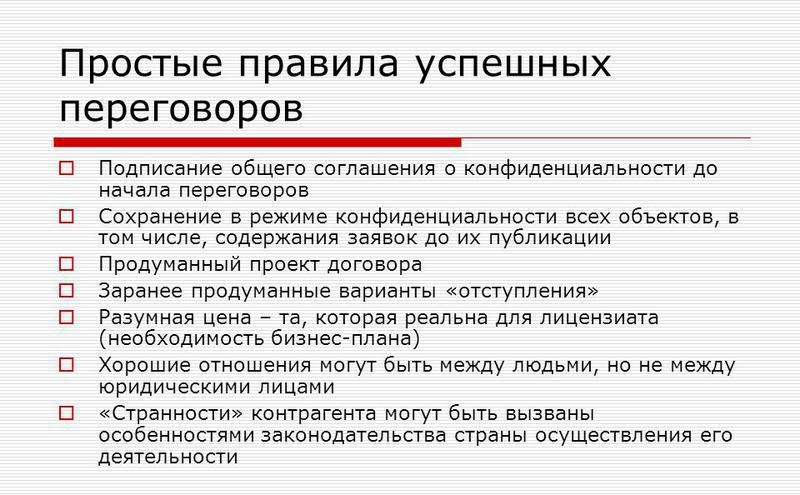 Простые правила успешных
переговоров
Подписание общего соглашения о конфиденциальности до
начала переговоров
Сохранение в режиме конфиденциальности всех объектов, в
том числе, содержания заявок до их публикации
Продуманный проект договора
Заранее продуманные варианты «отступления»
Разумная цена – та, которая реальна для лицензиата
(необходимость бизнес-плана)
Хорошие отношения могут быть между людьми, но не между
юридическими лицами
«Странности» контрагента могут быть вызваны
особенностями законодательства страны осуществления его
деятельности